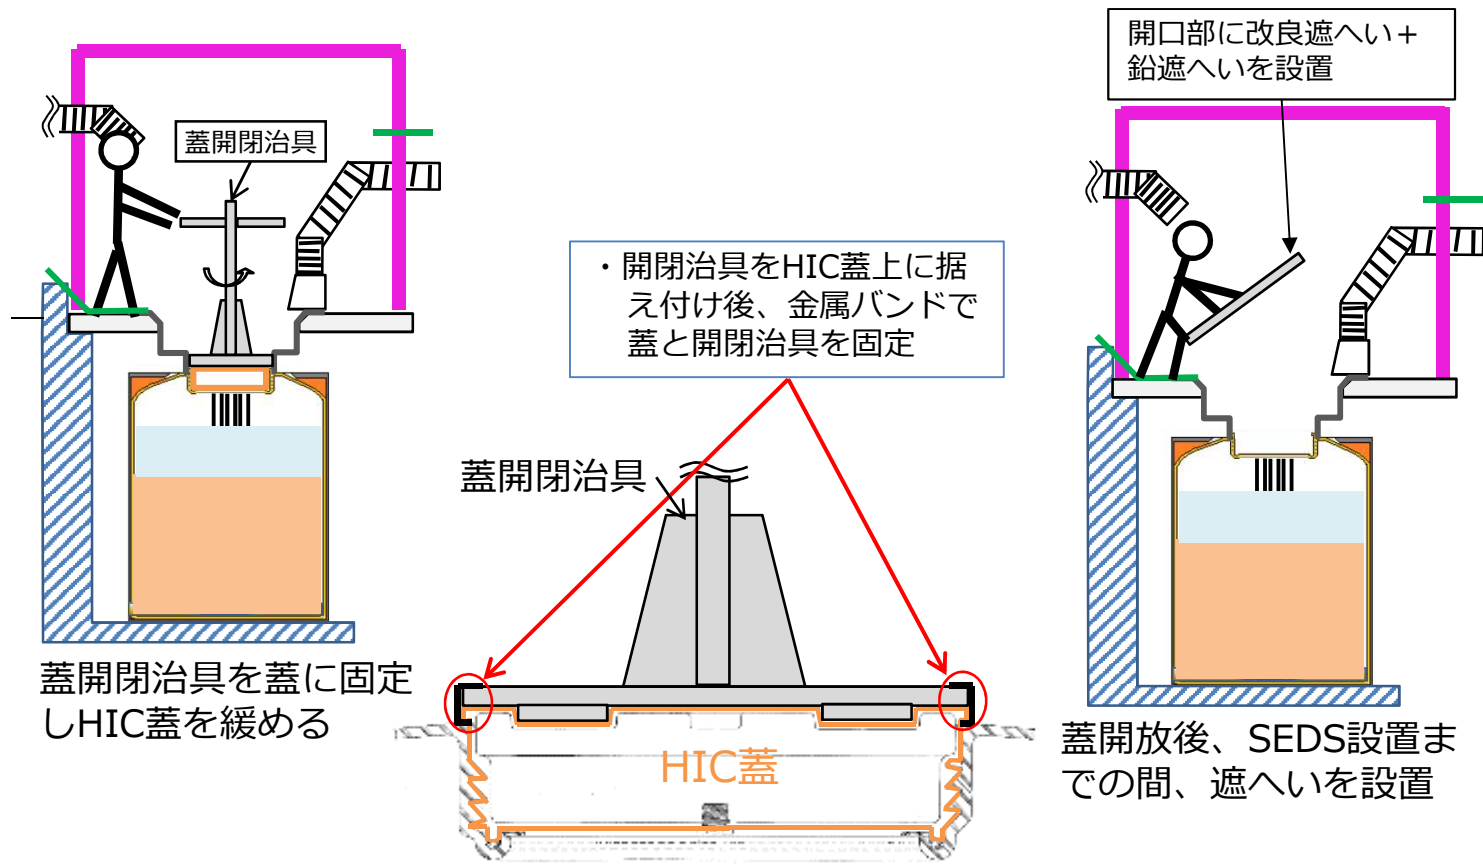 蓋開閉治具
蓋開閉治具を蓋に固定
しHIC蓋を緩める
・開閉治具をHIC蓋上に据
え付け後、金属バンドで
蓋と開閉治具を固定
蓋開閉治具
HIC蓋
開口部に改良遮へい+
鉛遮へいを設置
蓋開放後、SEDS設置ま
での間、遮へいを設置